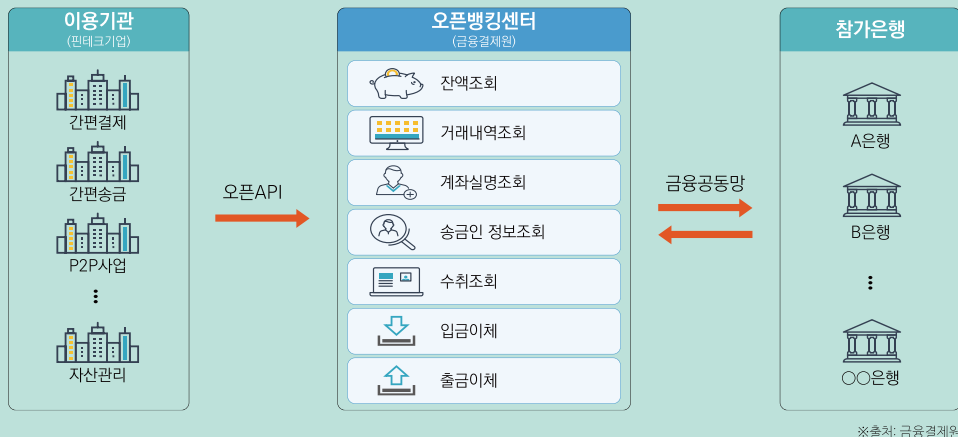 이용기관
(핀테크기업)
간편결제
간편송금
P2P사업
자산관리
오픈API
오픈뱅킹센터
(금융결제원)
잔액조회
거래내역조회
계좌실명조회
송금인 정보조회
수취조회
입금이체
출금이체
금융공동망
참가은행
A은행
B은행
○○은행
※출처: 금융결제원